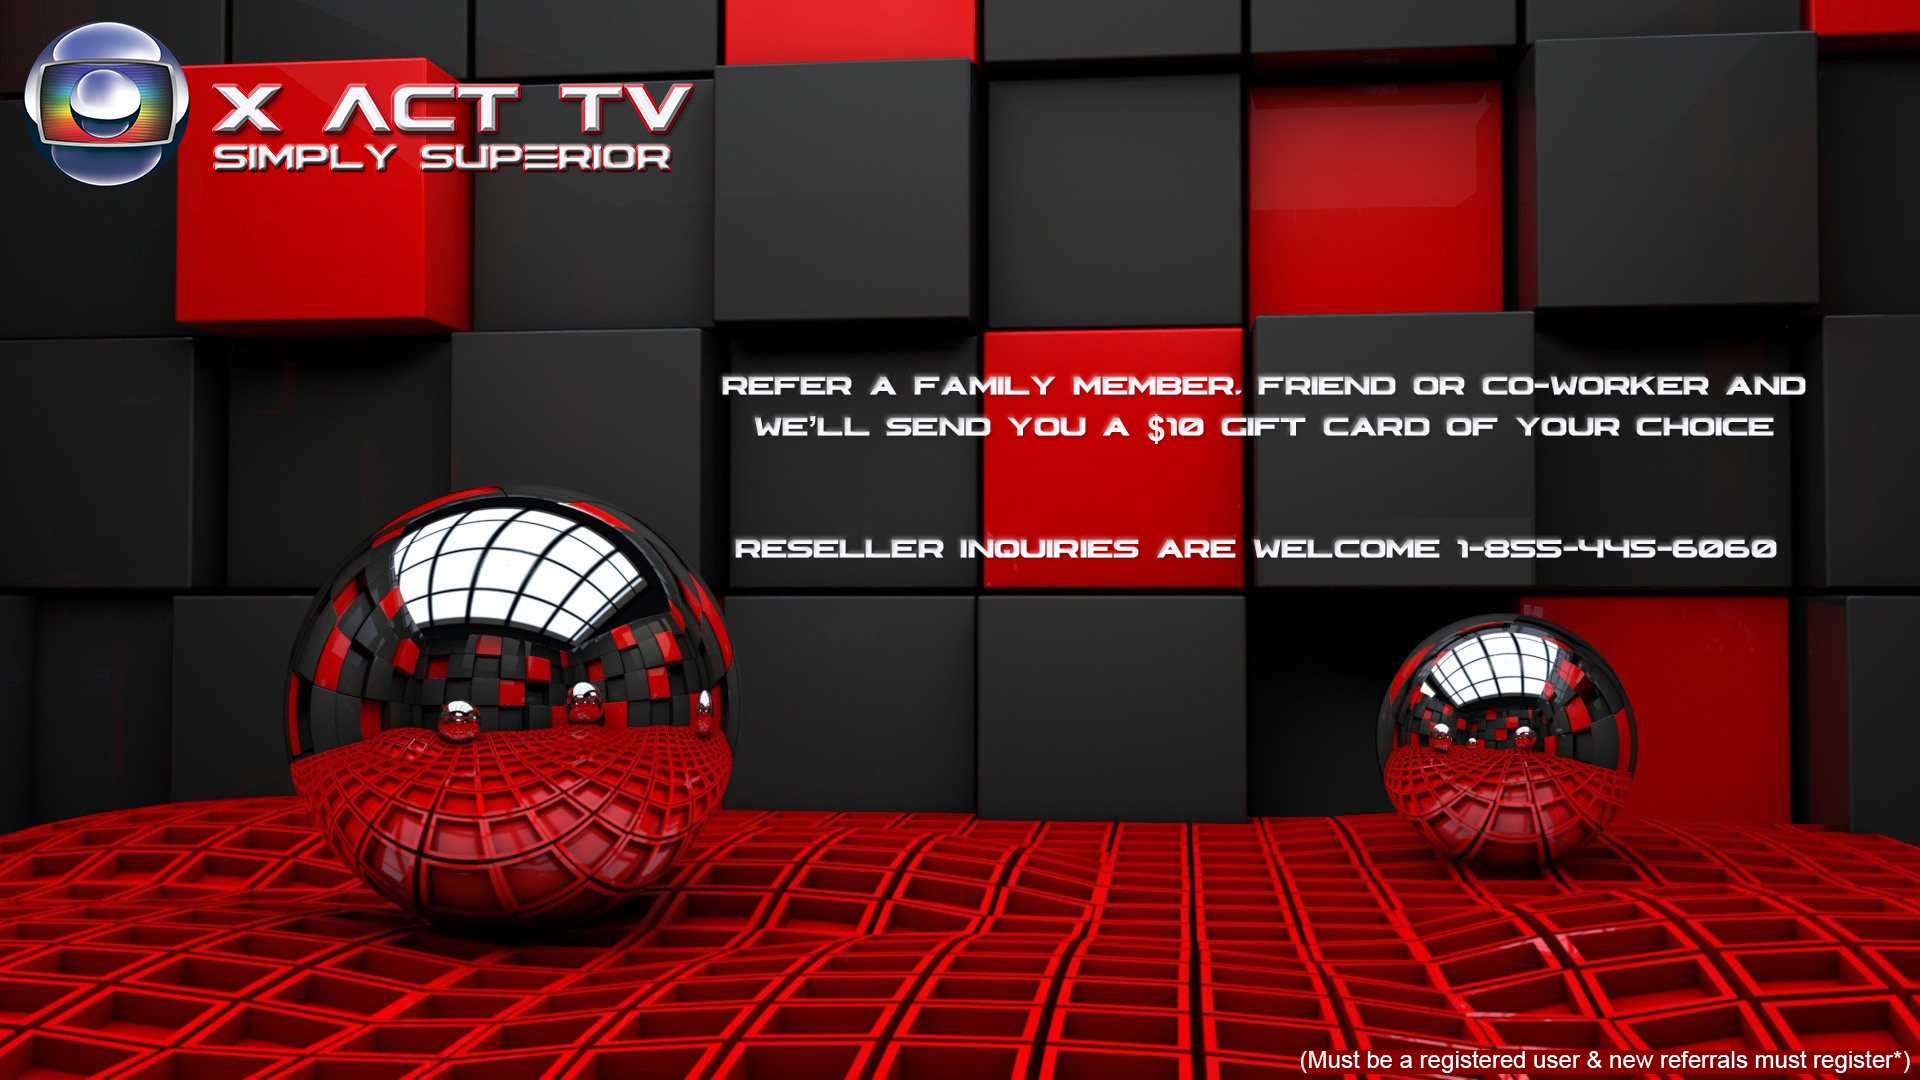 X ACT TV
SIMPLY SUPERIOR
REFER A FAMILY MEMBER, FRIEND OR CO-WORKER AND
WE'LL SEND YOU A $10 GIFT CARD OF YOUR CHOICE
RESELLER INQUIRIES ARE WELCOME 1-855-445-6060
(Must be a registered user & new referrals must register*)